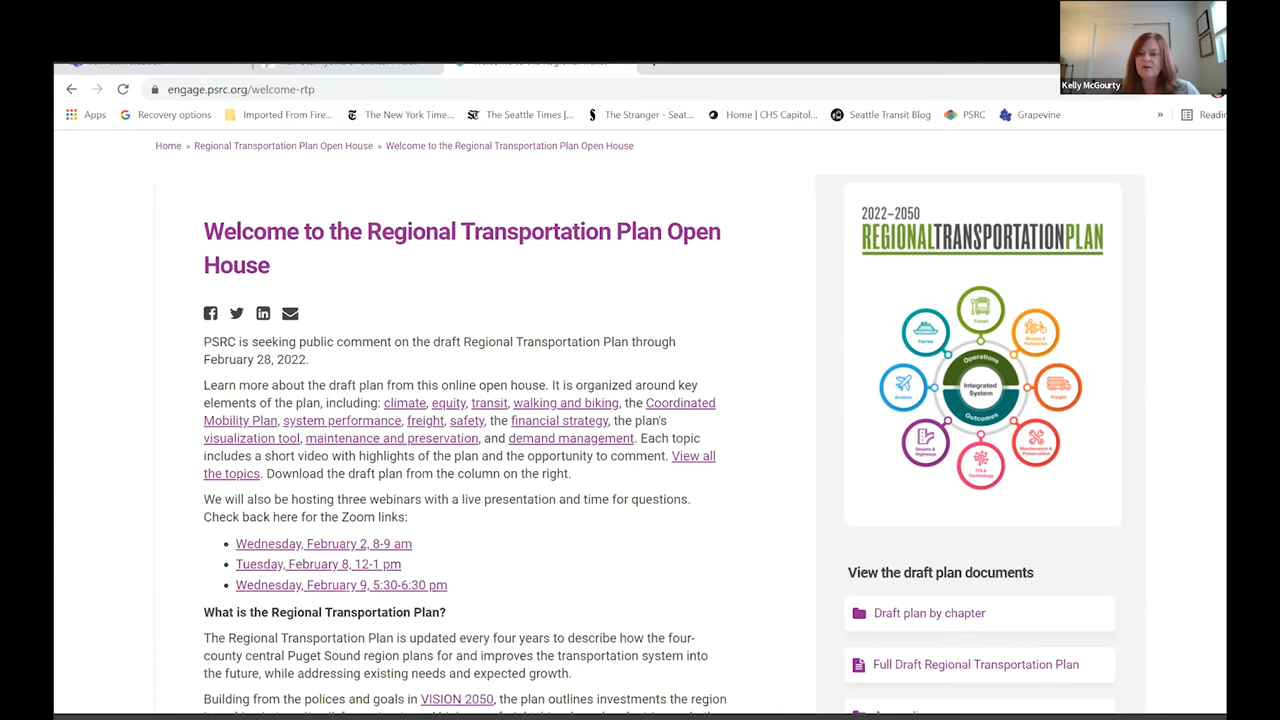 Kelly McGourty
engage.psrc.org/welcome-rtp
Apps Recovery options Imported From Fire... The New York Time... The Seattle Times |... The Stranger - Seat... Home | CHS Capitol... Seattle Transit Blog PSRC Grapevine » Readin
Home » Regional Transportation Plan Open House » Welcome to the Regional Transportation Plan Open House
Welcome to the Regional Transportation Plan Open
House
PSRC is seeking public comment on the draft Regional Transportation Plan through
February 28, 2022.
Learn more about the draft plan from this online open house. It is organized around key
elements of the plan, including: climate, equity, transit, walking and biking, the Coordinated
Mobility Plan, system performance, freight, safety, the financial strategy, the plan's
visualization tool, maintenance and preservation, and demand management. Each topic
includes a short video with highlights of the plan and the opportunity to comment. View all
the topics. Download the draft plan from the column on the right.
We will also be hosting three webinars with a live presentation and time for questions.
Check back here for the Zoom links:
• Wednesday, February 2, 8-9 am
• Tuesday, February 8, 12-1 pm
• Wednesday, February 9, 5:30-6:30 pm
What is the Regional Transportation Plan?
The Regional Transportation Plan is updated every four years to describe how the four-
county central Puget Sound region plans for and improves the transportation system into
the future, while addressing existing needs and expected growth.
Building from the polices and goals in VISION 2050, the plan outlines investments the region
2022–2050
REGIONALTRANSPORTATIONPLAN
Transit
Ferries
Bicycle &
Pedestrian
Operations
Aviation
Integrated
System
Freight
Outcomes
Streets &
Highways
Maintenance &
Preservation
ITS &
Technology
View the draft plan documents
Draft plan by chapter
Full Draft Regional Transportation Plan